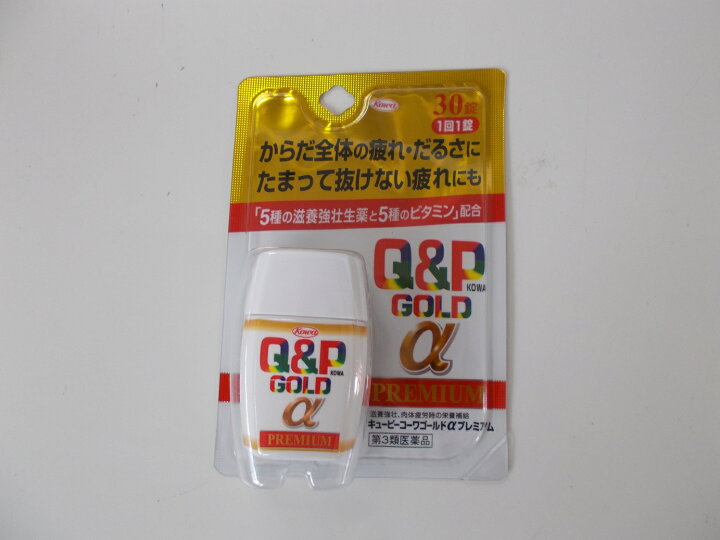 Kowa
30錠
1回1錠
からだ全体の疲れ・だるさに
たまって抜けない疲れにも
「5種の滋養強壮生薬と5種のビタミン」配合
Q&P
KOWA
GOLD
α
PREMIUM
滋養強壮、肉体疲労時の栄養補給
キューピーコーワゴールドαプレミアム
第3類医薬品
Kowa
Q&P
KOWA
GOLD
α
PREMIUM